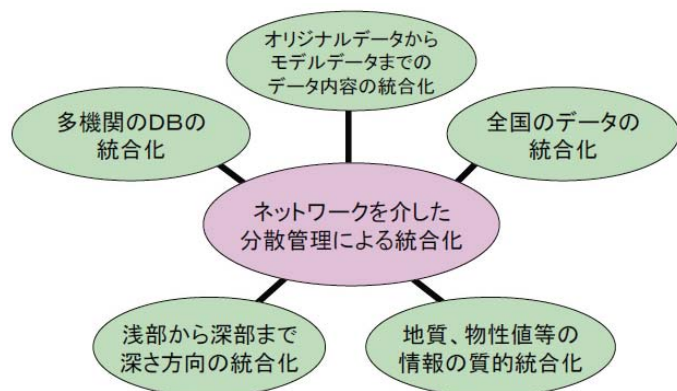 オリジナルデータから
モデルデータまでの
データ内容の統合化
多機関のDBの
統合化
全国のデータの
統合化
ネットワークを介した
分散管理による統合化
浅部から深部まで
深さ方向の統合化
地質、物性値等の
情報の質的統合化